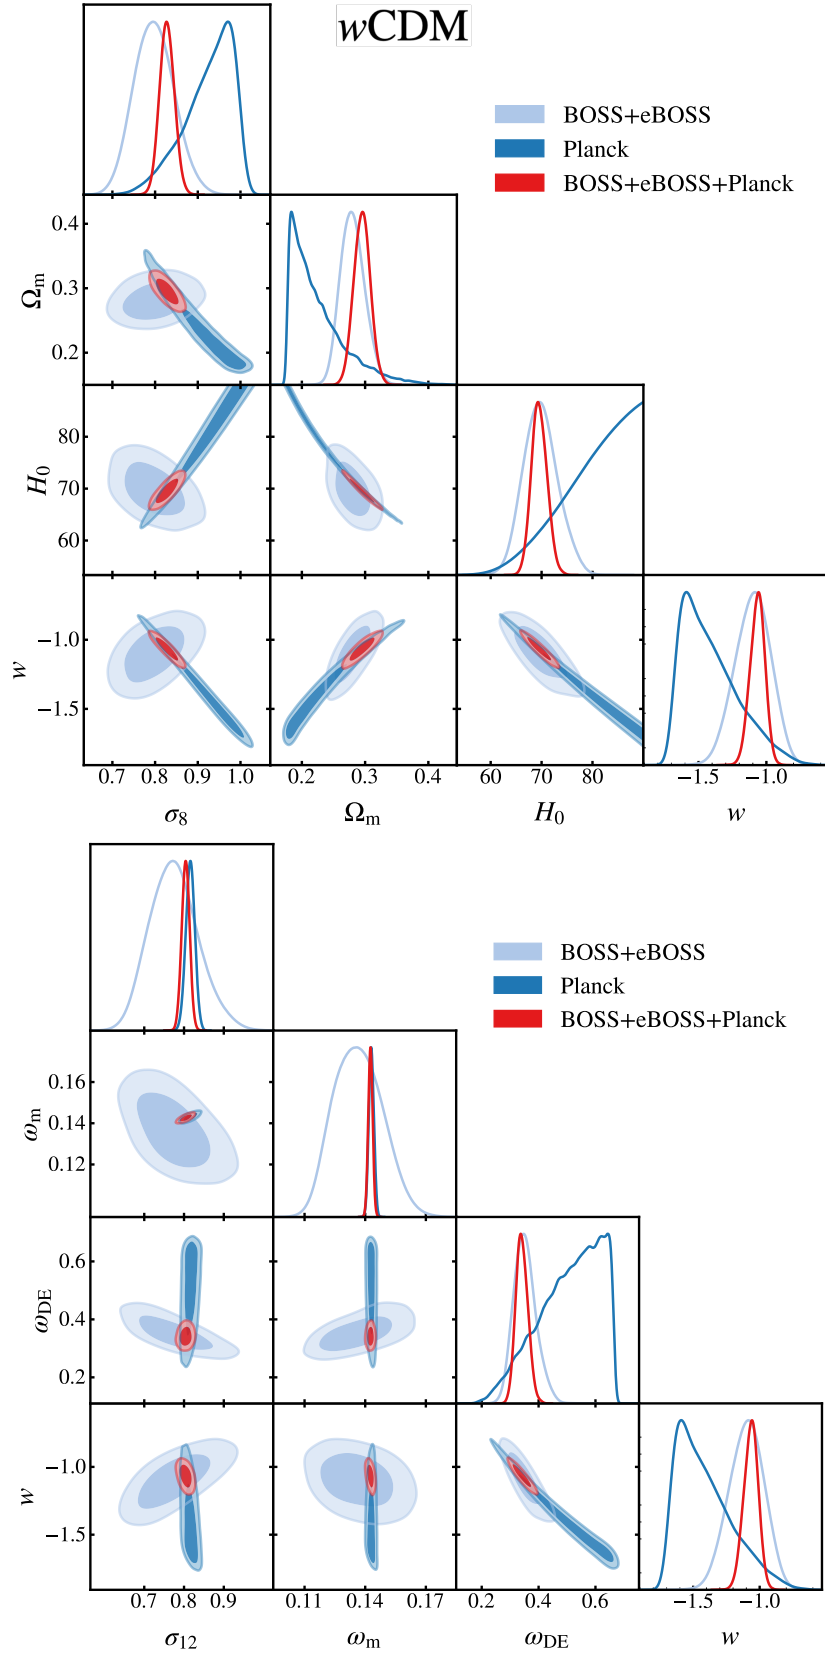 wCDM
BOSS+eBOSS
Planck
BOSS+eBOSS+Planck
0.4
Ωm
0.3
0.2
80
H0
70
60
−1.0
w
−1.5
0.7 0.8 0.9 1.0 0.2 0.3 0.4 60 70 80 −1.5 −1.0
σ8 Ωm H0 w
BOSS+eBOSS
Planck
BOSS+eBOSS+Planck
0.16
ωm
0.14
0.12
0.6
ωDE
0.4
0.2
−1.0
w
−1.5
0.7 0.8 0.9 0.11 0.14 0.17 0.2 0.4 0.6 −1.5 −1.0
σ12 ωm ωDE w